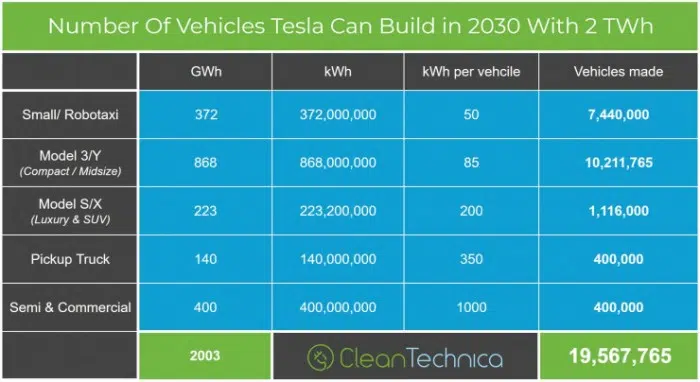 Number Of Vehicles Tesla Can Build in 2030 With 2 TWh
GWh kWh kWh per vehcile Vehicles made
Small/ Robotaxi 372 372,000,000 50 7,440,000
Model 3/Y 868 868,000,000 85 10,211,765
(Compact / Midsize)
Model S/X 223 223,200,000 200 1,116,000
(Luxury & SUV)
Pickup Truck 140 140,000,000 350 400,000
Semi & Commercial 400 400,000,000 1000 400,000
2003 CleanTechnica 19,567,765